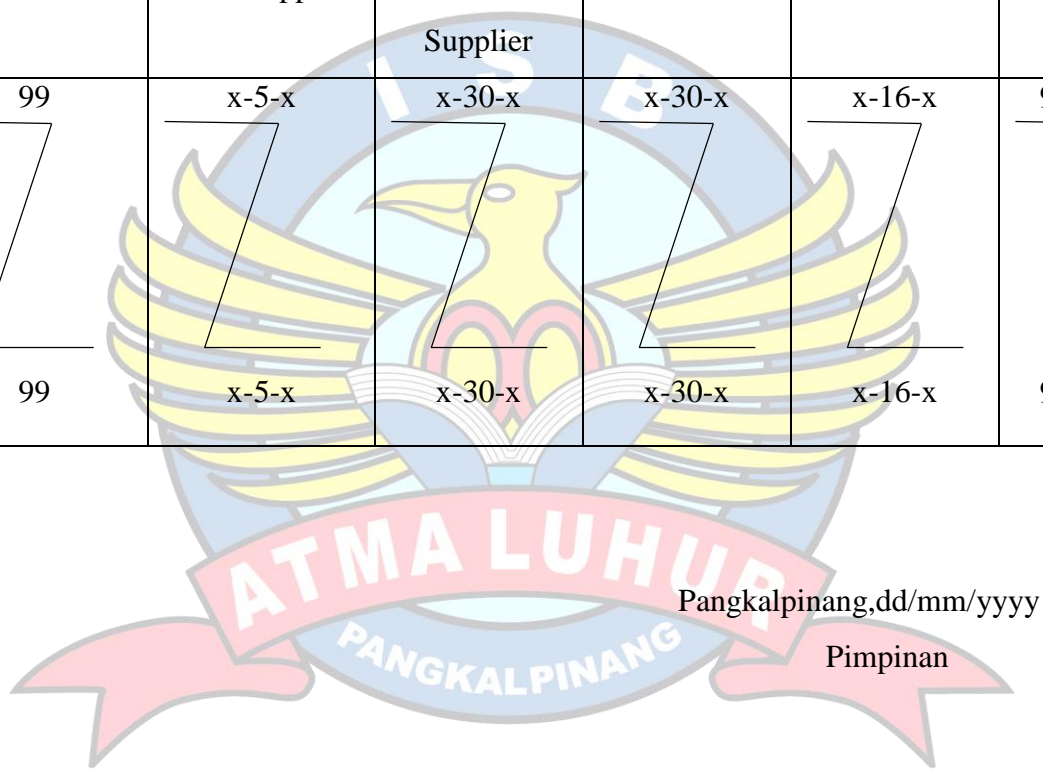 Supplier
99 x-5-x x-30-x x-30-x x-16-x
99 x-5-x x-30-x x-30-x x-16-x
ISB
ATMA LUHUR
PANGKALPINANG
Pangkalpinang,dd/mm/yyyy
Pimpinan